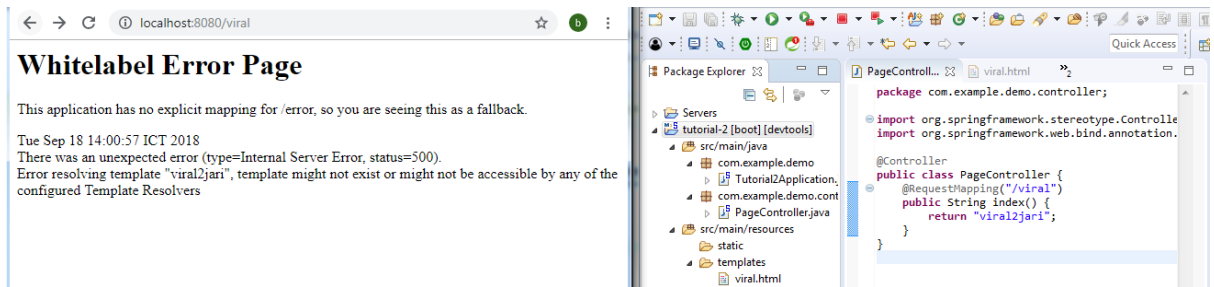 localhost:8080/viral
b
Whitelabel Error Page
This application has no explicit mapping for /error, so you are seeing this as a fallback.
Tue Sep 18 14:00:57 ICT 2018
There was an unexpected error (type=Internal Server Error, status=500).
Error resolving template "viral2jari", template might not exist or might not be accessible by any of the
configured Template Resolvers
Quick Access
Package Explorer
Servers
tutorial-2 [boot] [devtools]
src/main/java
com.example.demo
Tutorial2Application.
com.example.demo.cont
PageController.java
src/main/resources
static
templates
viral.html
PageControll...
viral.html
»2
package com.example.demo.controller;
import org.springframework.stereotype.Controlle
import org.springframework.web.bind.annotation.
@Controller
public class PageController {
@RequestMapping("/viral")
public String index() {
return "viral2jari";
}
}